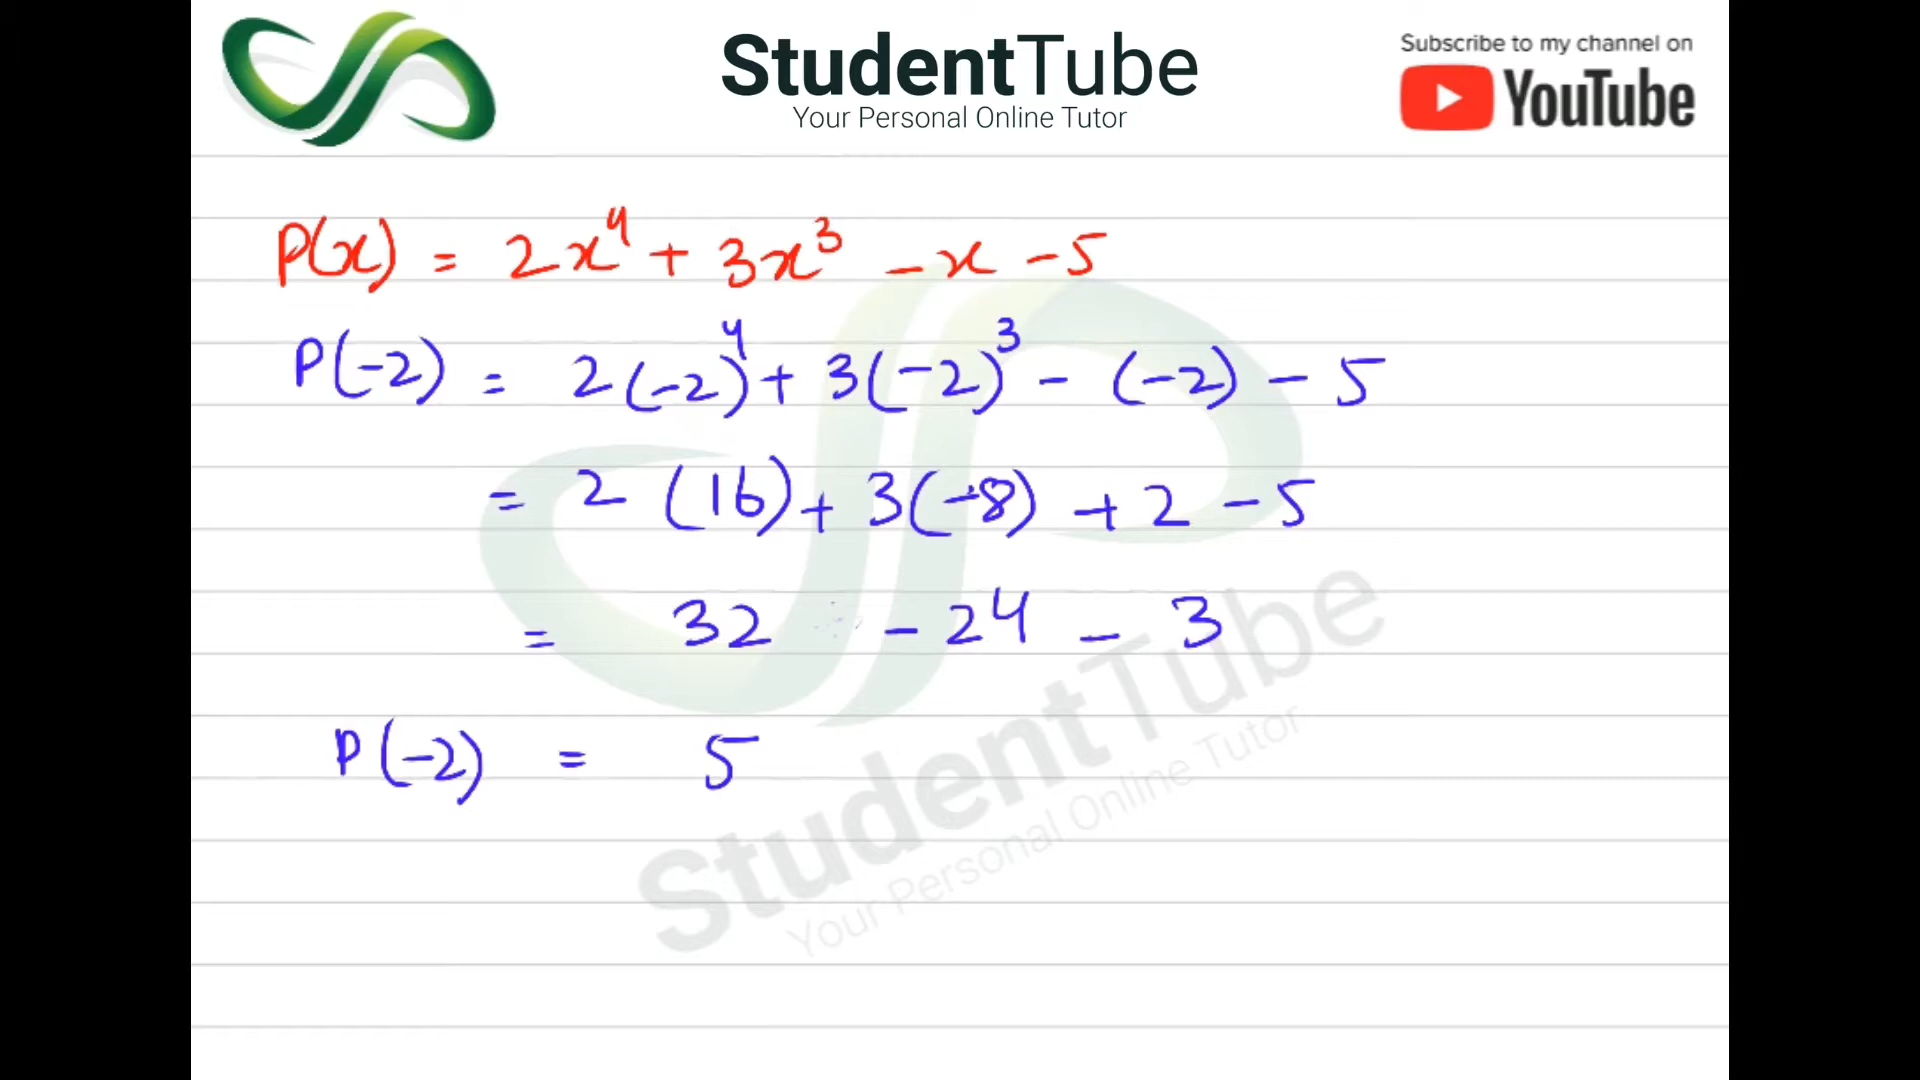 StudentTube
Your Personal Online Tutor
Subscribe to my channel on
YouTube
P(x) = 2x⁴ + 3x³ - x - 5
P(-2) = 2(-2)⁴ + 3(-2)³ - (-2) - 5
= 2 (16) + 3(-8) + 2 - 5
= 32 - 24 - 3
P(-2) = 5
StudentTube
Your Personal Online Tutor